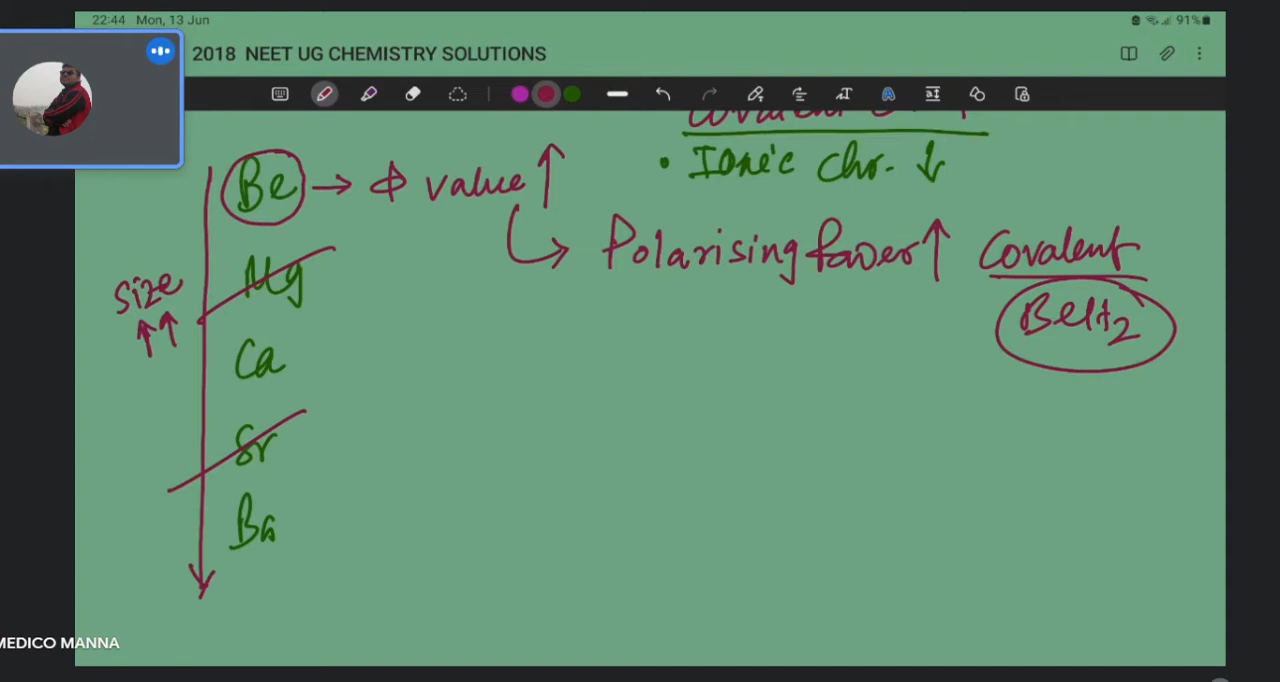 22:44 Mon, 13 Jun
91%
2018 NEET UG CHEMISTRY SOLUTIONS
• Ionic Chr. ↓
Be → Φ value ↑
↳ Polarising Power ↑ Covalent
BeH2
Mg
Size ↑↑
Ca
Sr
Ba
MEDICO MANNA